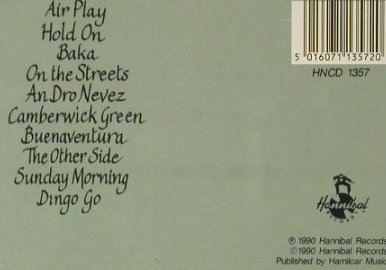 Air Play
Hold On
Baka
On the Streets
An Dro Nevez
Camberwick Green
Buenaventura
The Other Side
Sunday Morning
Dingo Go
5 016071 135720
HNCD 1357
Hannibal
RECORDS
℗ 1990 Hannibal Records
©1990 Hannibal Records
Published by Hamilcar Music